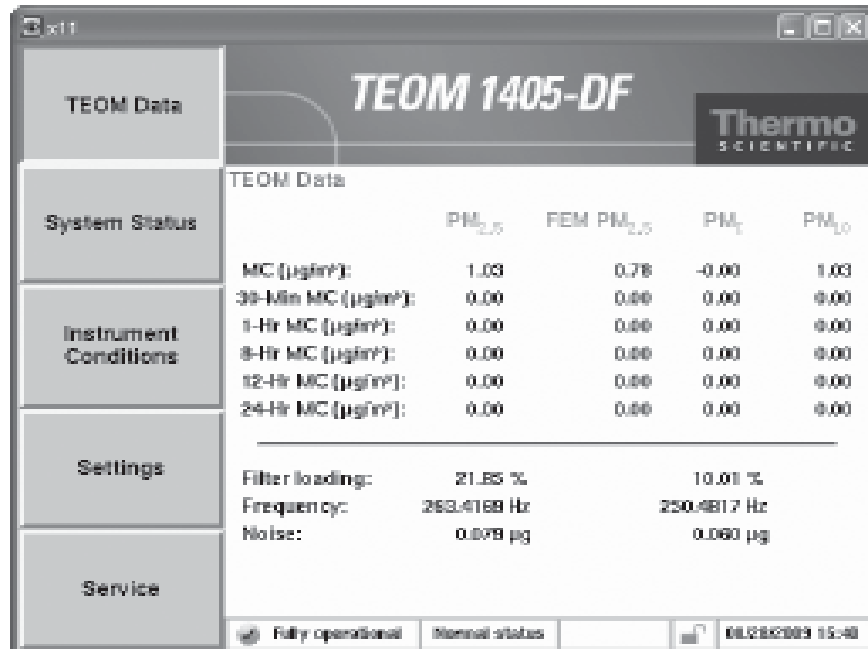 x11
TEOM Data
TEOM 1405-DF
Thermo
SCIENTIFIC
System Status
Instrument
Conditions
Settings
Service
TEOM Data
PM2.5 FEM PM2.5 PM PM10
MC (µg/m³): 1.03 0.78 -0.00 1.03
30-Min MC (µg/m³): 0.00 0.00 0.00 0.00
1-Hr MC (µg/m³): 0.00 0.00 0.00 0.00
8-Hr MC (µg/m³): 0.00 0.00 0.00 0.00
12-Hr MC (µg/m³): 0.00 0.00 0.00 0.00
24-Hr MC (µg/m³): 0.00 0.00 0.00 0.00
Filter loading: 21.85 % 10.01 %
Frequency: Hz Hz
Noise: 0.079 µg 0.060 µg
Fully operational Normal status 15:40